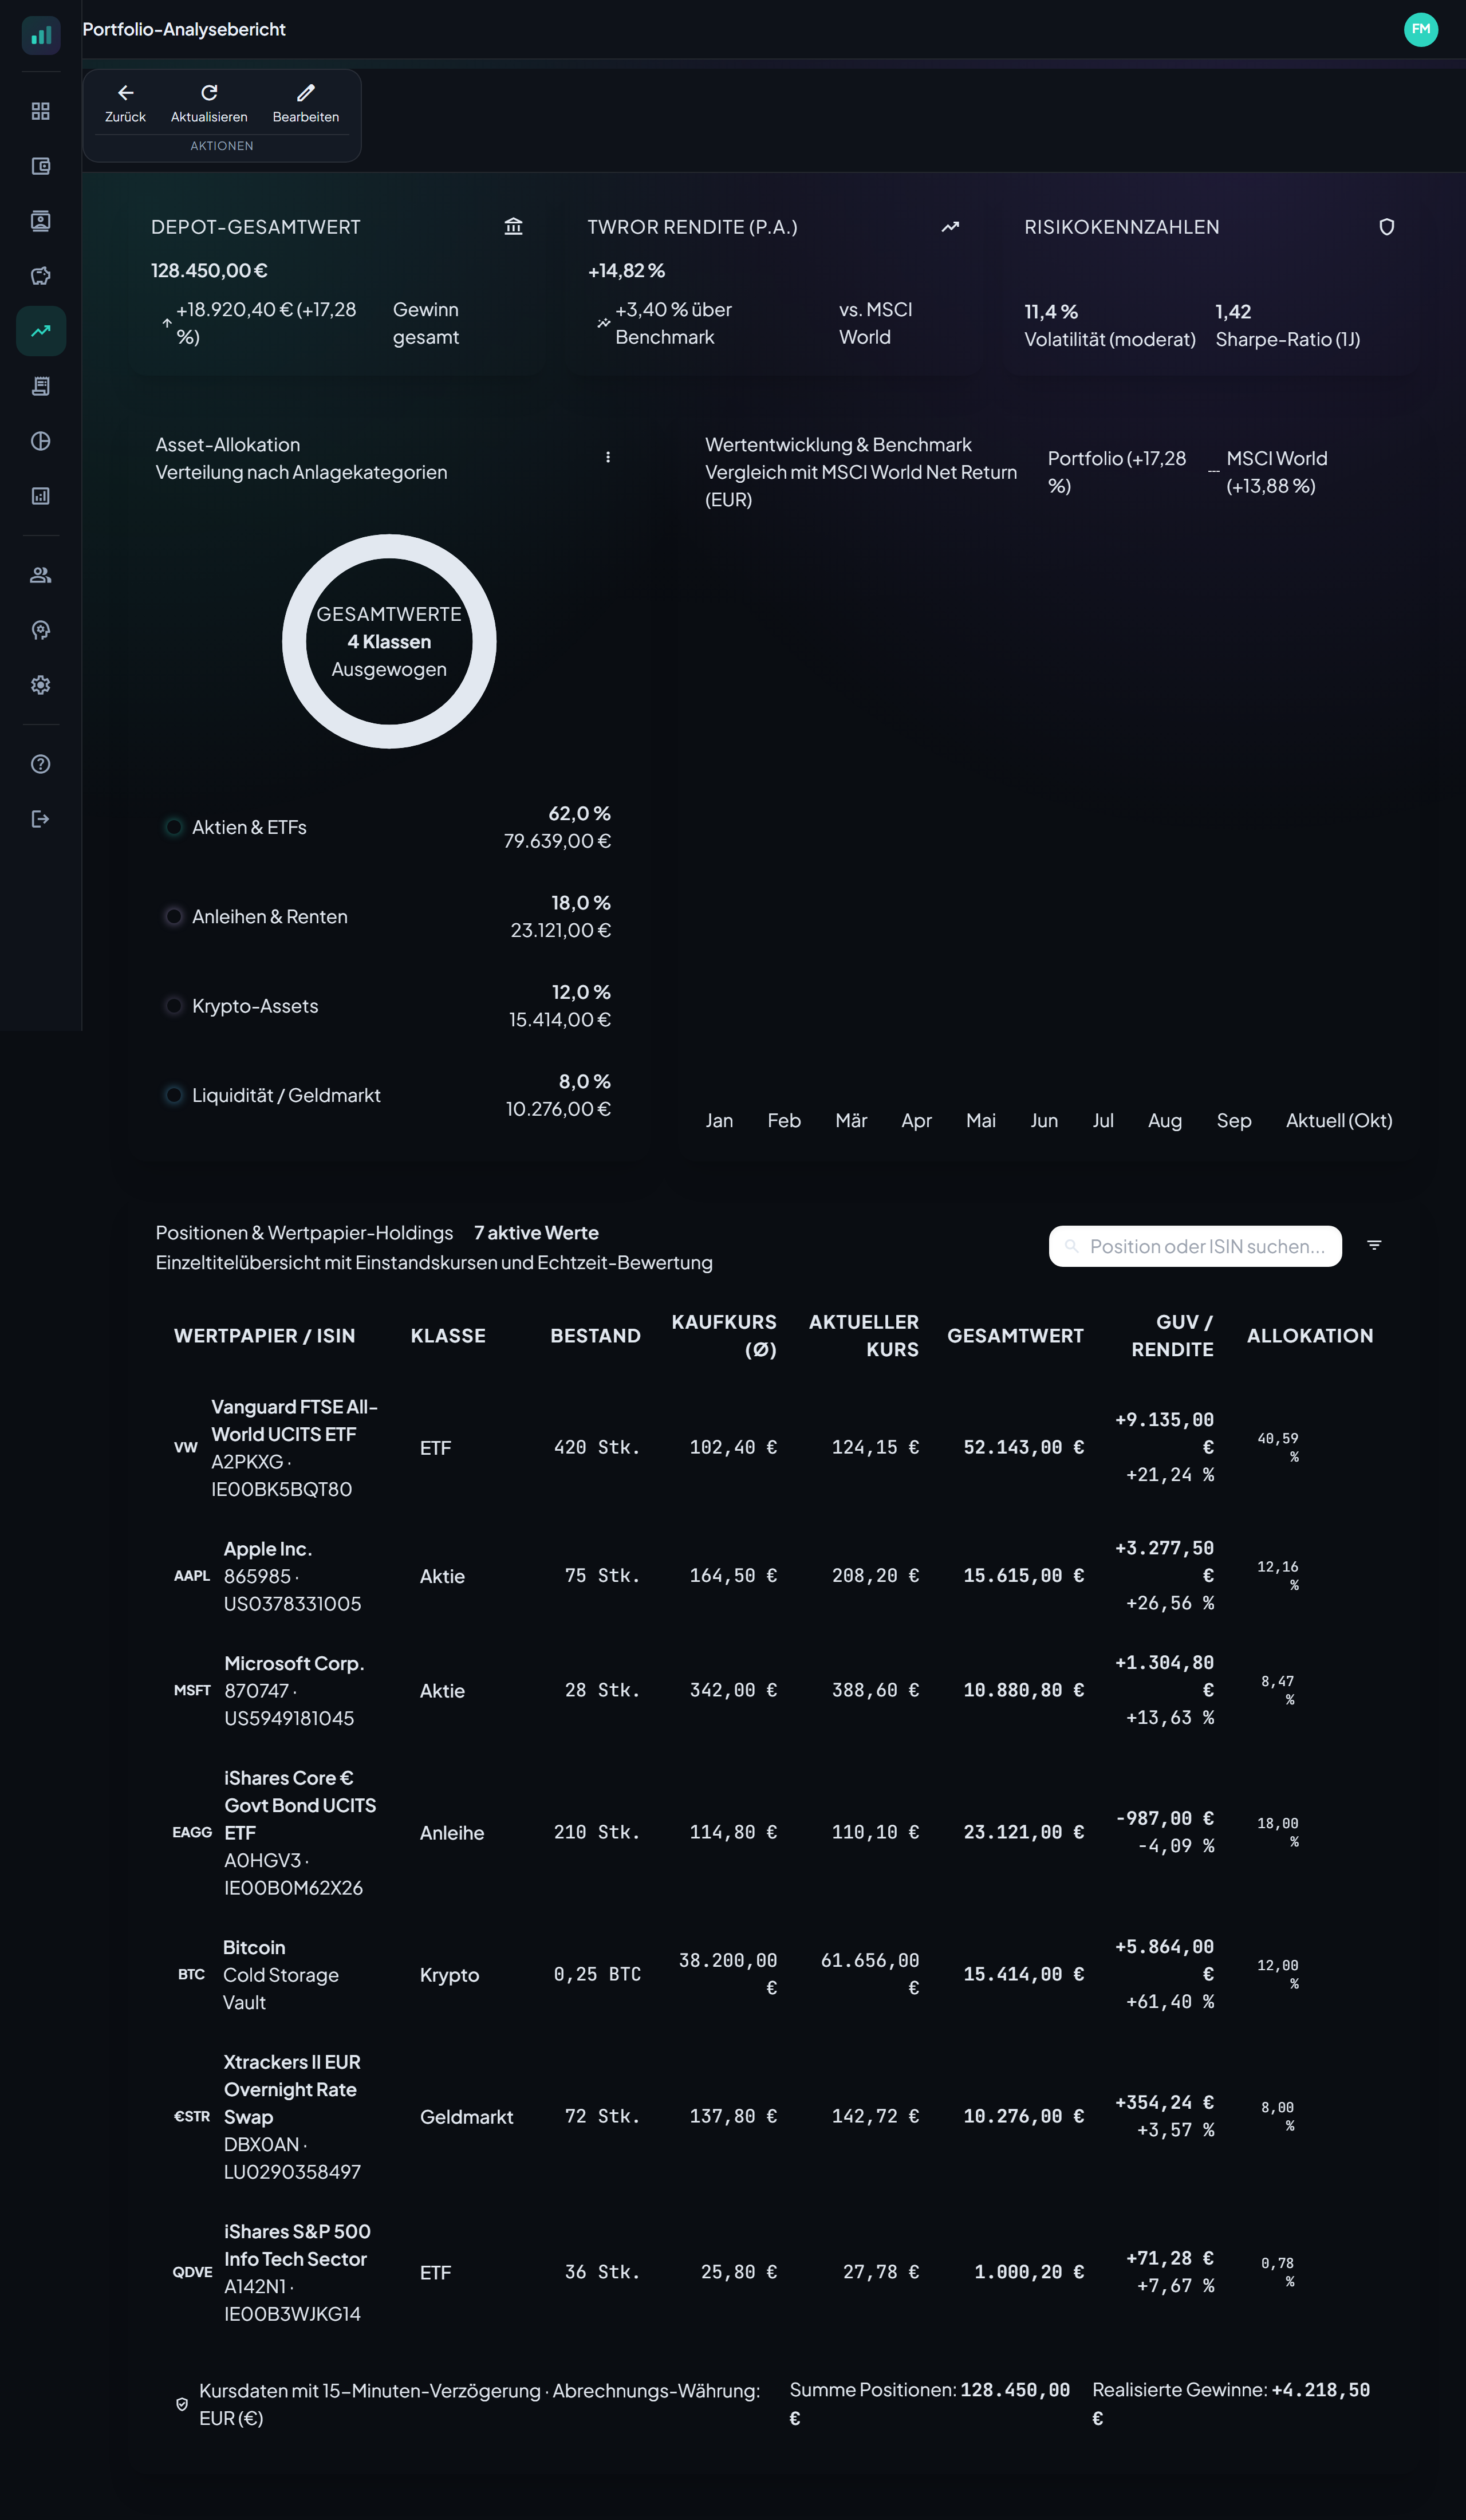 Portfolio-Analysebericht
FM
Zurück
Aktualisieren
Bearbeiten
AKTIONEN
DEPOT-GESAMTWERT
128.450,00 €
+18.920,40 € (+17,28
%)
Gewinn
gesamt
TWROR RENDITE (P.A.)
+14,82 %
+3,40 % über
Benchmark
vs. MSCI
World
RISIKOKENNZAHLEN
11,4 %
Volatilität (moderat)
1,42
Sharpe-Ratio (1J)
Asset-Allokation
Verteilung nach Anlagekategorien
GESAMTWERTE
4 Klassen
Ausgewogen
Aktien & ETFs
62,0 %
79.639,00 €
Anleihen & Renten
18,0 %
23.121,00 €
Krypto-Assets
12,0 %
15.414,00 €
Liquidität / Geldmarkt
8,0 %
10.276,00 €
Wertentwicklung & Benchmark
Vergleich mit MSCI World Net Return
(EUR)
Portfolio (+17,28
%)
MSCI World
(+13,88 %)
Jan Feb Mär Apr Mai Jun Jul Aug Sep Aktuell (Okt)
Positionen & Wertpapier-Holdings 7 aktive Werte
Einzeltitelübersicht mit Einstandskursen und Echtzeit-Bewertung
Position oder ISIN suchen...
WERTPAPIER / ISIN
KLASSE
BESTAND
KAUFKURS
(Ø)
AKTUELLER
KURS
GESAMTWERT
GUV /
RENDITE
ALLOKATION
VW
Vanguard FTSE All-
World UCITS ETF
A2PKXG ·
IE00BK5BQT80
ETF
420 Stk.
102,40 €
124,15 €
52.143,00 €
+9.135,00
€
+21,24 %
40,59
%
AAPL
Apple Inc.
865985 ·
US0378331005
Aktie
75 Stk.
164,50 €
208,20 €
15.615,00 €
+3.277,50
€
+26,56 %
12,16
%
MSFT
Microsoft Corp.
870747 ·
US5949181045
Aktie
28 Stk.
342,00 €
388,60 €
10.880,80 €
+1.304,80
€
+13,63 %
8,47
%
EAGG
iShares Core €
Govt Bond UCITS
ETF
A0HGV3 ·
IE00B0M62X26
Anleihe
210 Stk.
114,80 €
110,10 €
23.121,00 €
-987,00 €
-4,09 %
18,00
%
BTC
Bitcoin
Cold Storage
Vault
Krypto
0,25 BTC
38.200,00
€
61.656,00
€
15.414,00 €
+5.864,00
€
+61,40 %
12,00
%
€STR
Xtrackers II EUR
Overnight Rate
Swap
DBX0AN ·
LU0290358497
Geldmarkt
72 Stk.
137,80 €
142,72 €
10.276,00 €
+354,24 €
+3,57 %
8,00
%
QDVE
iShares S&P 500
Info Tech Sector
A142N1 ·
IE00B3WJKG14
ETF
36 Stk.
25,80 €
27,78 €
1.000,20 €
+71,28 €
+7,67 %
0,78
%
Kursdaten mit 15-Minuten-Verzögerung · Abrechnungs-Währung:
EUR (€)
Summe Positionen: 128.450,00
€
Realisierte Gewinne: +4.218,50
€